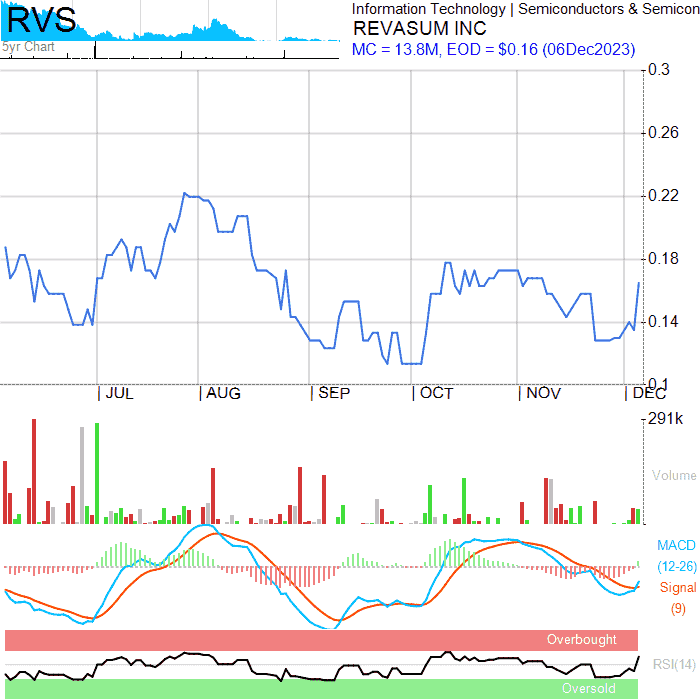 RVS
5yr Chart
Information Technology | Semiconductors & Semicon
REVASUM INC
MC = 13.8M, EOD = $0.16 (06Dec2023)
0.3
0.26
0.22
0.18
0.14
0.1
| JUL
| AUG
| SEP
| OCT
| NOV
| DEC
291k
Volume
MACD
(12-26)
Signal
(9)
Overbought
RSI(14)
Oversold